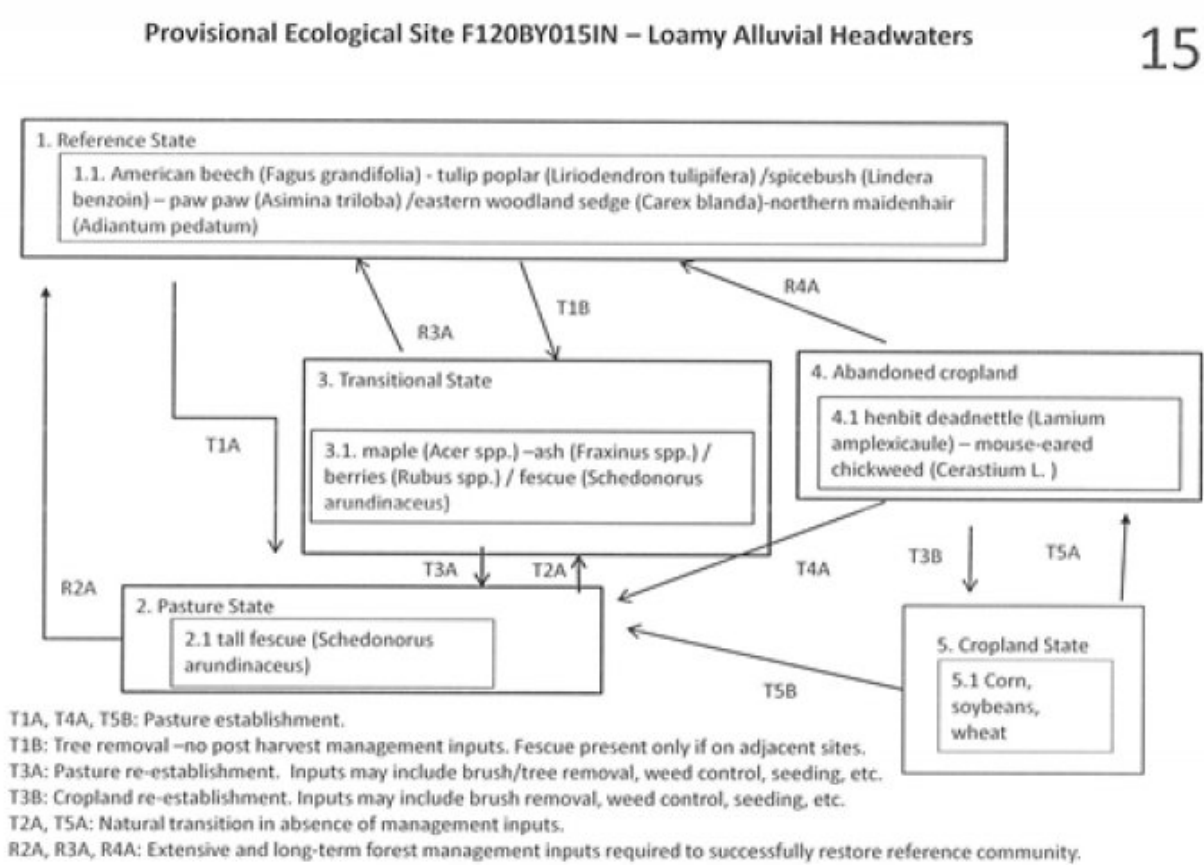 Provisional Ecological Site F120BY015IN – Loamy Alluvial Headwaters
15
1. Reference State
1.1. American beech (Fagus grandifolia) - tulip poplar (Liriodendron tulipifera) /spicebush (Lindera
benzoin) – paw paw (Asimina triloba) /eastern woodland sedge (Carex blanda)-northern maidenhair
(Adiantum pedatum)
R4A
T1B
R3A
3. Transitional State
4. Abandoned cropland
4.1 henbit deadnettle (Lamium
amplexicaule) – mouse-eared
chickweed (Cerastium L. )
T1A
3.1. maple (Acer spp.) –ash (Fraxinus spp.) /
berries (Rubus spp.) / fescue (Schedonorus
arundinaceus)
T3A
T2A
T4A
T3B
T5A
R2A
2. Pasture State
2.1 tall fescue (Schedonorus
arundinaceus)
5. Cropland State
5.1 Corn,
soybeans,
wheat
T5B
T1A, T4A, T5B: Pasture establishment.
T1B: Tree removal –no post harvest management inputs. Fescue present only if on adjacent sites.
T3A: Pasture re-establishment.  Inputs may include brush/tree removal, weed control, seeding, etc.
T3B: Cropland re-establishment. Inputs may include brush removal, weed control, seeding, etc.
T2A, T5A: Natural transition in absence of management inputs.
R2A, R3A, R4A: Extensive and long-term forest management inputs required to successfully restore reference community.